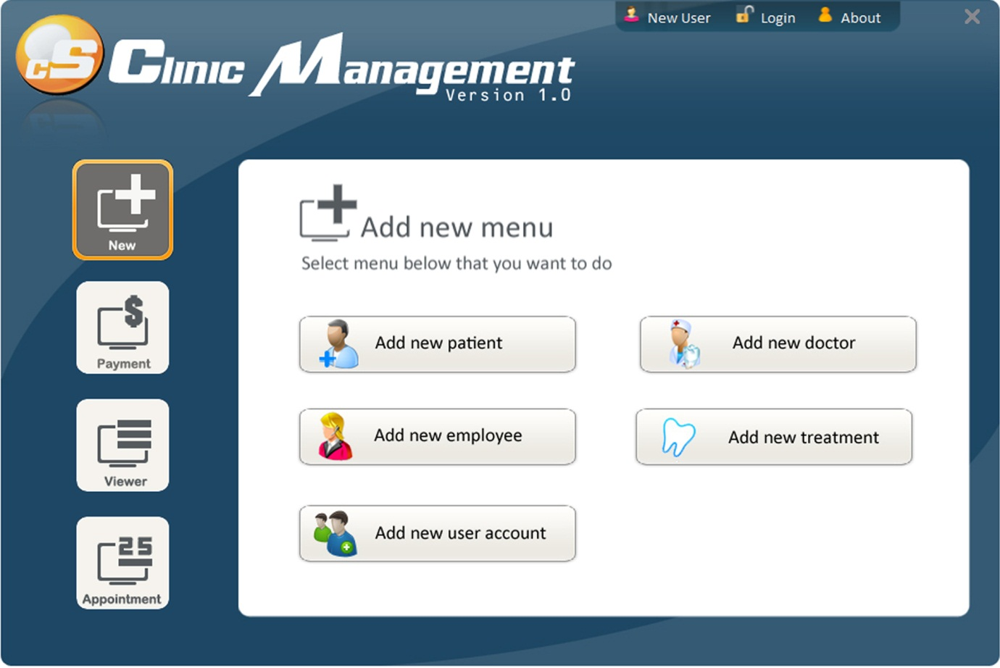 New User Login About
cS Clinic Management
Version 1.0
New
Payment
Viewer
25
Appointment
Add new menu
Select menu below that you want to do
Add new patient
Add new doctor
Add new employee
Add new treatment
Add new user account